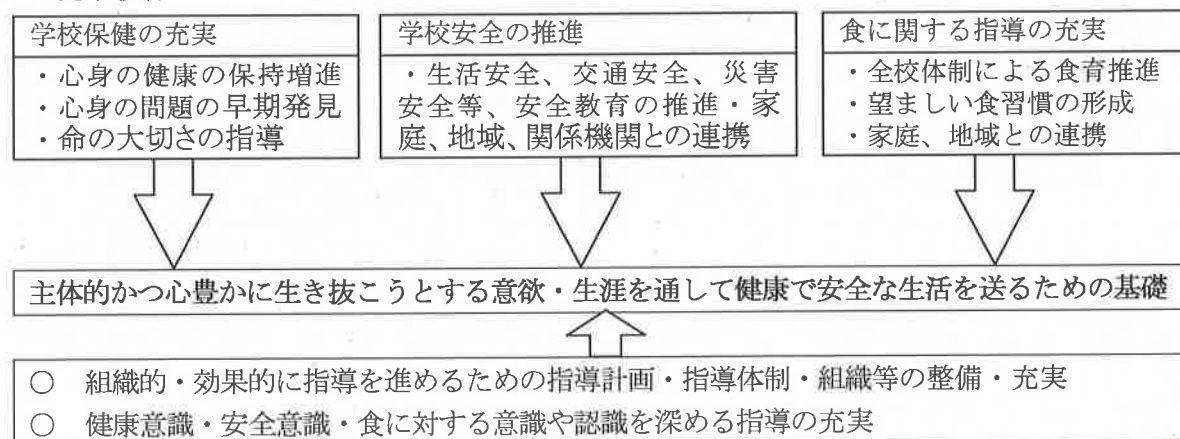 学校保健の充実
・心身の健康の保持増進
・心身の問題の早期発見
・命の大切さの指導
学校安全の推進
・生活安全、交通安全、災害
安全等、安全教育の推進・家
庭、地域、関係機関との連携
食に関する指導の充実
・全校体制による食育推進
・望ましい食習慣の形成
・家庭、地域との連携
主体的かつ心豊かに生き抜こうとする意欲・生涯を通して健康で安全な生活を送るための基礎
○ 組織的・効果的に指導を進めるための指導計画・指導体制・組織等の整備・充実
○ 健康意識・安全意識・食に対する意識や認識を深める指導の充実